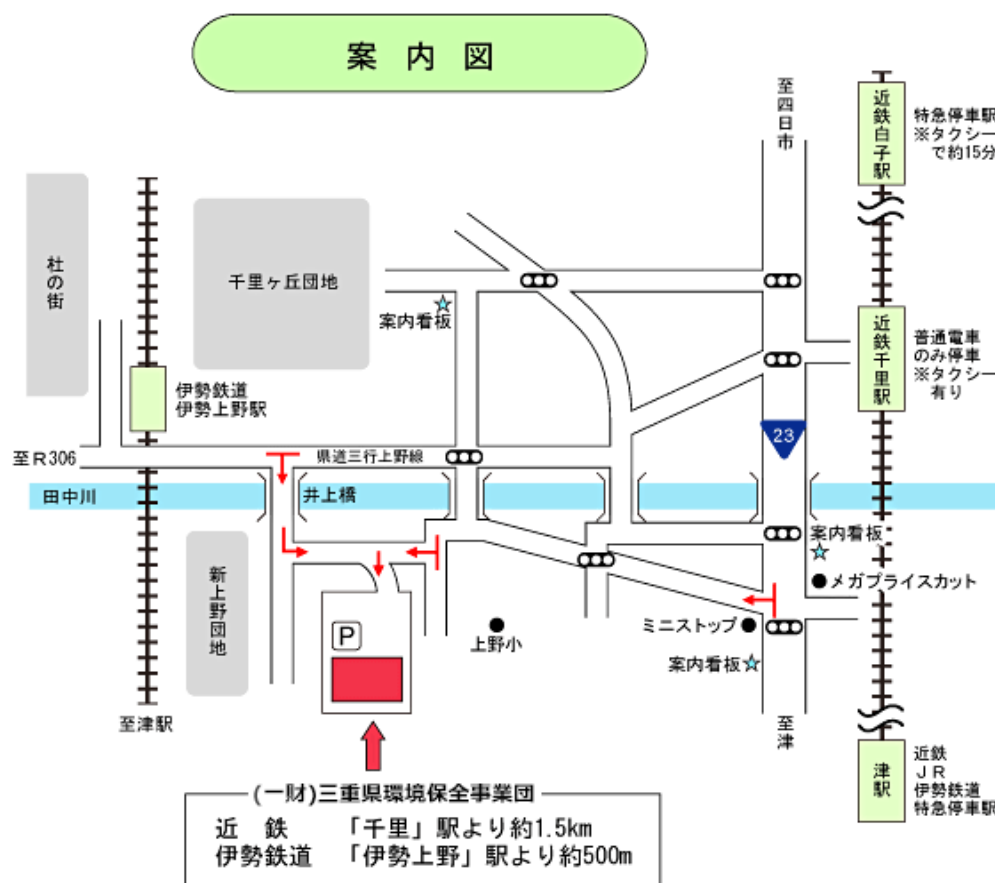 案内図
至四日市
近鉄白子駅
特急停車駅
※タクシー
で約15分
杜の街
千里ヶ丘団地
案内看板
伊勢鉄道
伊勢上野駅
近鉄千里駅
普通電車
のみ停車
※タクシー
有り
23
至R306
県道三行上野線
田中川
井上橋
案内看板
メガプライスカット
新上野団地
P
上野小
ミニストップ
案内看板
至津駅
至津
津駅
近鉄
JR
伊勢鉄道
特急停車駅
(一財)三重県環境保全事業団
近 鉄 「千里」駅より約1.5km
伊勢鉄道 「伊勢上野」駅より約500m